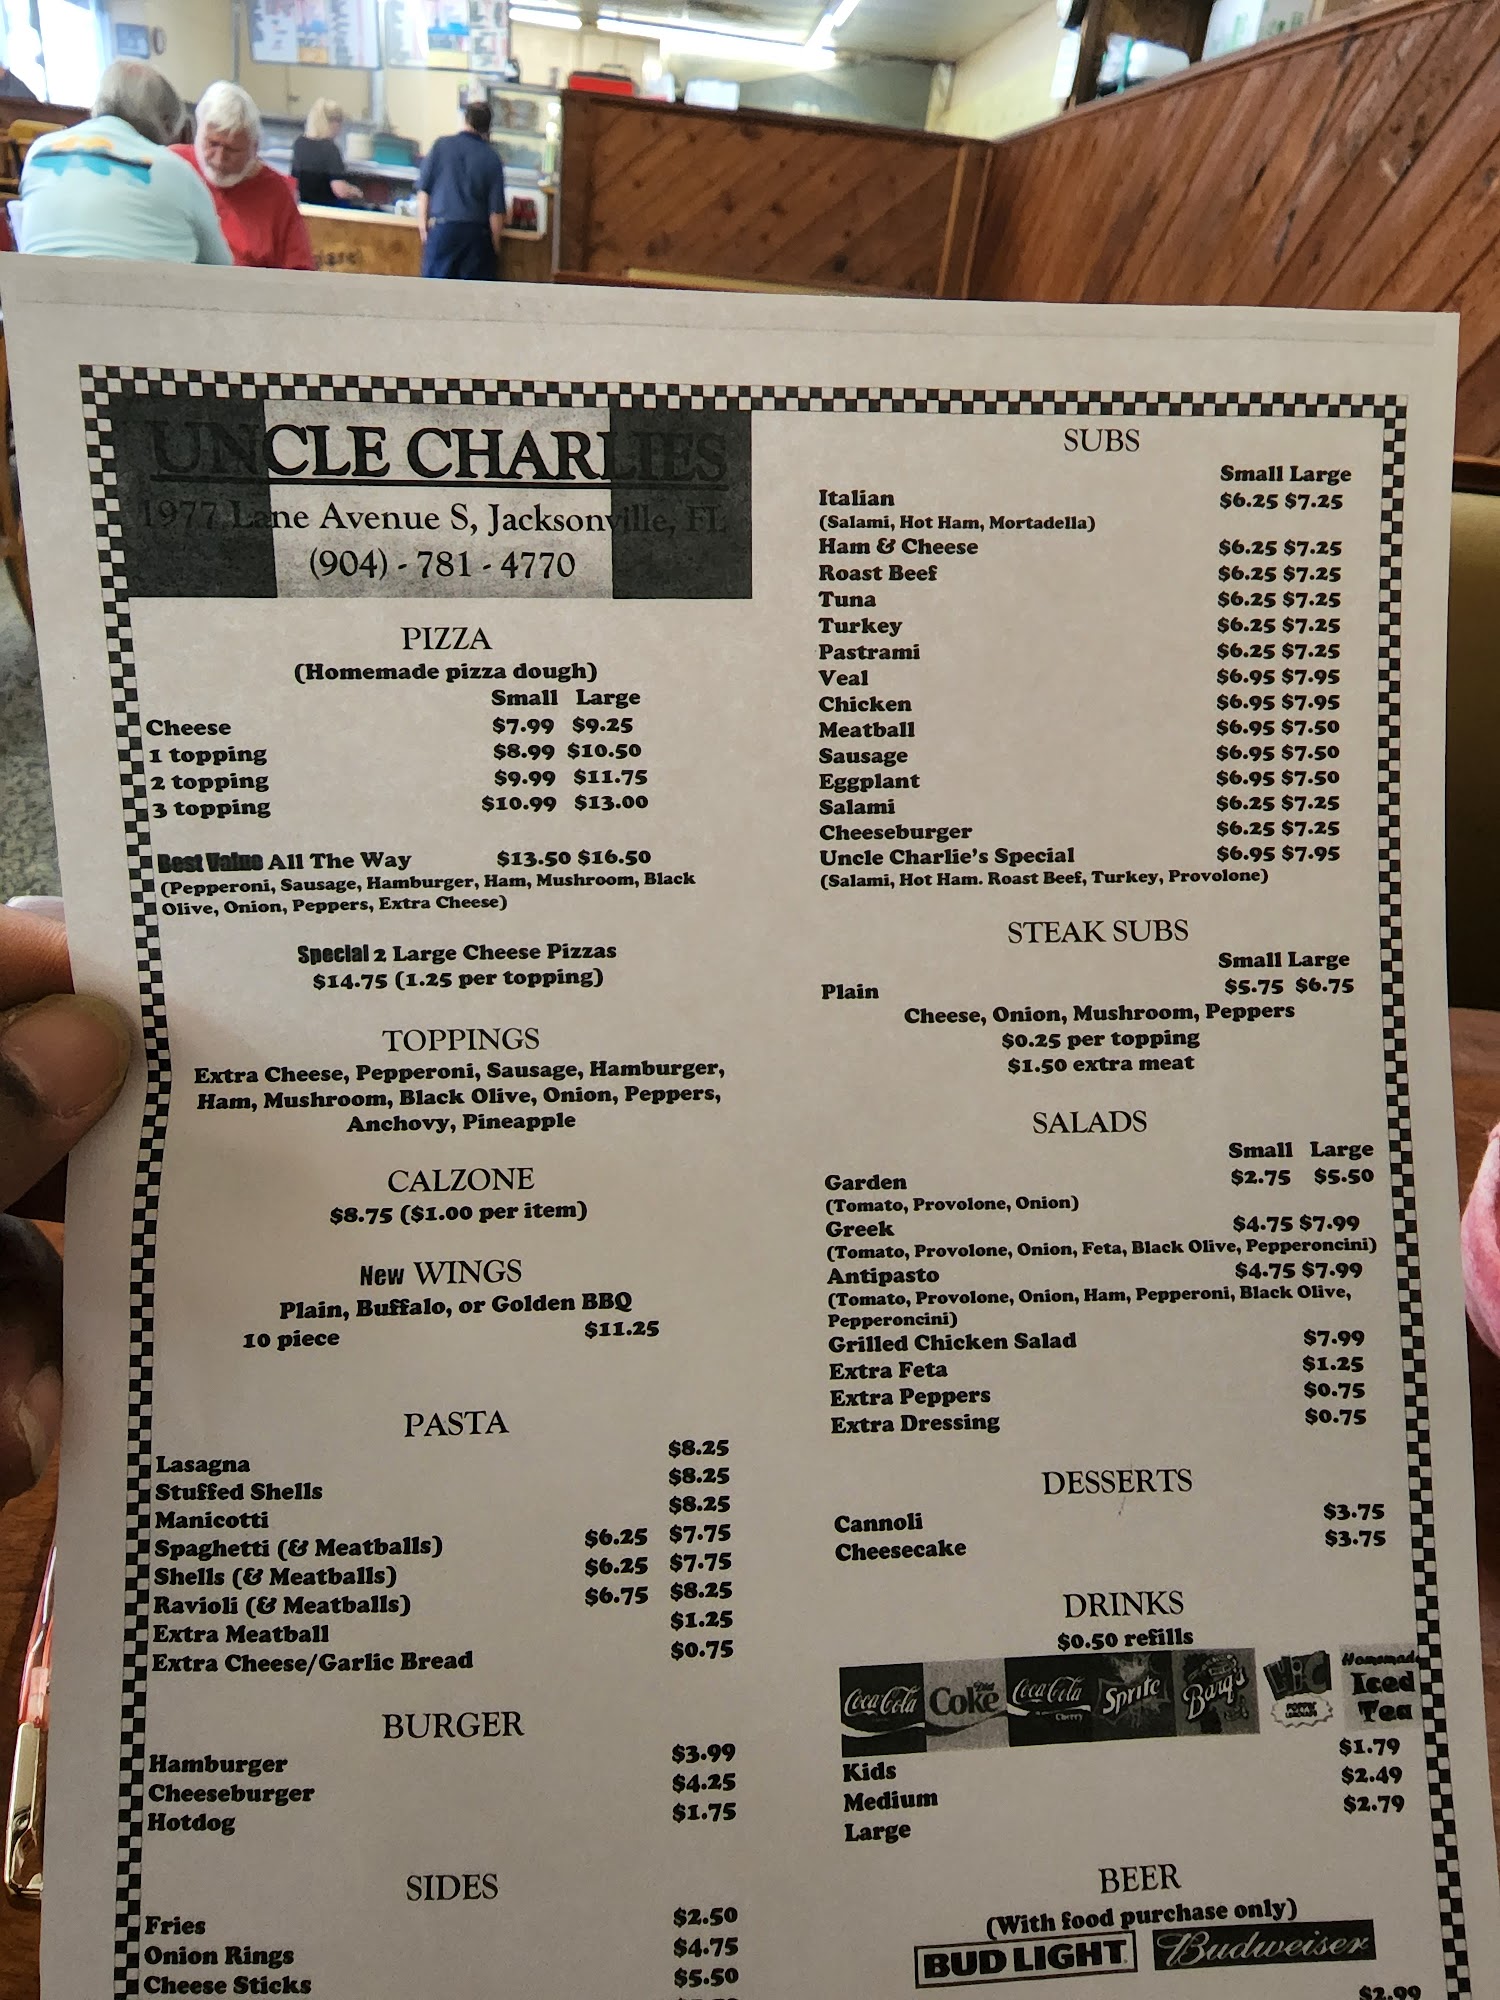 UNCLE CHARLIES
1977 Lane Avenue S, Jacksonville, FL
(904) - 781 - 4770
PIZZA
(Homemade pizza dough)
Small Large
Cheese $7.99 $9.25
1 topping $8.99 $10.50
2 topping $9.99 $11.75
3 topping $10.99 $13.00
Best Value All The Way $13.50 $16.50
(Pepperoni, Sausage, Hamburger, Ham, Mushroom, Black
Olive, Onion, Peppers, Extra Cheese)
Special 2 Large Cheese Pizzas
$14.75 (1.25 per topping)
TOPPINGS
Extra Cheese, Pepperoni, Sausage, Hamburger,
Ham, Mushroom, Black Olive, Onion, Peppers,
Anchovy, Pineapple
CALZONE
$8.75 ($1.00 per item)
New WINGS
Plain, Buffalo, or Golden BBQ
10 piece $11.25
PASTA
Lasagna $8.25
Stuffed Shells $8.25
Manicotti $8.25
Spaghetti (& Meatballs) $6.25 $7.75
Shells (& Meatballs) $6.25 $7.75
Ravioli (& Meatballs) $6.75 $8.25
Extra Meatball $1.25
Extra Cheese/Garlic Bread $0.75
BURGER
Hamburger $3.99
Cheeseburger $4.25
Hotdog $1.75
SIDES
Fries $2.50
Onion Rings $4.75
Cheese Sticks $5.50
SUBS
Small Large
Italian $6.25 $7.25
(Salami, Hot Ham, Mortadella)
Ham & Cheese $6.25 $7.25
Roast Beef $6.25 $7.25
Tuna $6.25 $7.25
Turkey $6.25 $7.25
Pastrami $6.25 $7.25
Veal $6.95 $7.95
Chicken $6.95 $7.95
Meatball $6.95 $7.50
Sausage $6.95 $7.50
Eggplant $6.95 $7.50
Salami $6.25 $7.25
Cheeseburger $6.25 $7.25
Uncle Charlie's Special $6.95 $7.95
(Salami, Hot Ham. Roast Beef, Turkey, Provolone)
STEAK SUBS
Small Large
Plain $5.75 $6.75
Cheese, Onion, Mushroom, Peppers
$0.25 per topping
$1.50 extra meat
SALADS
Small Large
Garden $2.75 $5.50
(Tomato, Provolone, Onion)
Greek $4.75 $7.99
(Tomato, Provolone, Onion, Feta, Black Olive, Pepperoncini)
Antipasto $4.75 $7.99
(Tomato, Provolone, Onion, Ham, Pepperoni, Black Olive,
Pepperoncini)
Grilled Chicken Salad $7.99
Extra Feta $1.25
Extra Peppers $0.75
Extra Dressing $0.75
DESSERTS
Cannoli $3.75
Cheesecake $3.75
DRINKS
$0.50 refills
Coca-Cola Diet Coke Coca-Cola Cherry Sprite Barq's Hi-C Homemade Iced Tea
Kids $1.79
Medium $2.49
Large $2.79
BEER
(With food purchase only)
BUD LIGHT Budweiser
$2.99